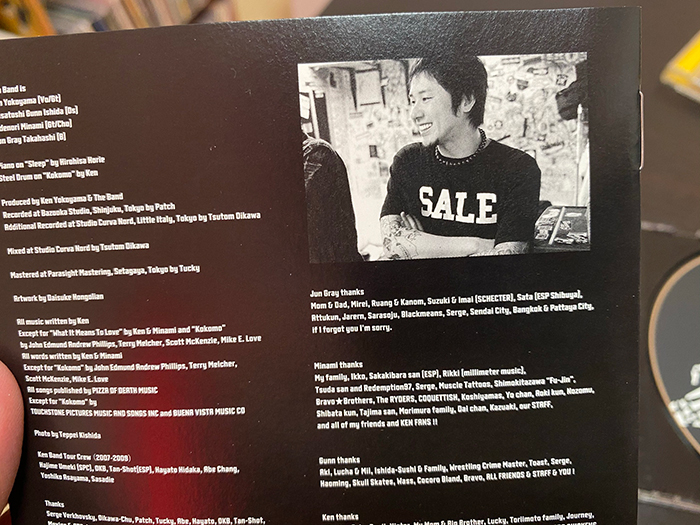 Band is
Yokoyama [Vo/Gt]
Gunn Ishida [Ds]
Minami [Gt/Cho]
Gray Takahashi [B]
Piano on "Sleep" by Hirohisa Horie
Steel Drum on "Kokomo" by Ken
Produced by Ken Yokoyama & The Band
Recorded at Bazooka Studio, Shinjuku, Tokyo by Patch
Additional Recorded at Studio Curva Nord, Little Italy, Tokyo by Tsutom Oikawa
Mixed at Studio Curva Nord by Tsutom Oikawa
Mastered at Parasight Mastering, Setagaya, Tokyo by Tucky
Artwork by Daisuke Hongolian
All music written by Ken
Except for "What It Means To Love" by Ken & Minami and "Kokomo"
by John Edmund Andrew Phillips, Terry Melcher, Scott McKenzie, Mike E. Love
All words written by Ken & Minami
Except for "Kokomo" by John Edmund Andrew Phillips, Terry Melcher,
Scott McKenzie, Mike E. Love
All songs published by PIZZA OF DEATH MUSIC
Except for "Kokomo" by
TOUCHSTONE PICTURES MUSIC AND SONGS INC and BUENA VISTA MUSIC CO
Photo by Teppei Kishida
Ken Band Tour Crew (2007-2009)
Hajime Umeki [SPC], OKB, Tan-Shot[ESP], Hayato Hidaka, Abe Chang,
Yoshiko Asayama, Sasadie
Thanks
Serge Verkhovsky, Oikawa-Chu, Patch, Tucky, Abe, Hayato, OKB, Tan-Shot,
SALE
Jun Gray thanks
Mom & Dad, Mirei, Ruang & Kanom, Suzuki & Imai [SCHECTER], Sata [ESP Shibuya],
Attukun, Jarern, Sarasoju, Blackmeans, Serge, Sendai City, Bangkok & Pattaya City,
If I forgot you I'm sorry.
Minami thanks
My family, Ikko, Sakakibara san [ESP], Rikki [millimeter music],
Tsuda san and Redemption97, Serge, Muscle Tattoos, Shimokitazawa "Fu-Jin",
Bravo★Brothers, The RYDERS, COQUETTISH, Koshiyamas, Yo chan, Aoki kun, Nozomu,
Shibata kun, Tajima san, Morimura family, Dai chan, Kazuaki, our STAFF,
and all of my friends and KEN FANS !!
Gunn thanks
Aki, Lucha & Mii, Ishida-Sushi & Family, Wrestling Crime Master, Toast, Serge,
Naoming, Skull Skates, Wass, Cocoro Bland, Bravo, ALL FRIENDS & STAFF & YOU !
Ken thanks
My Mom & Big Brother, Lucky, Toriimoto family, Journey,